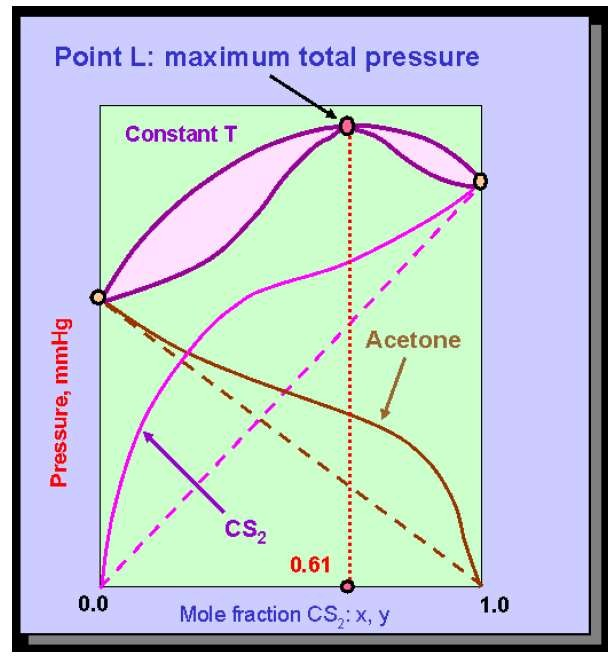 Point L: maximum total pressure
Constant T
Pressure, mmHg
Acetone
CS₂
0.61
0.0
1.0
Mole fraction CS₂: x, y